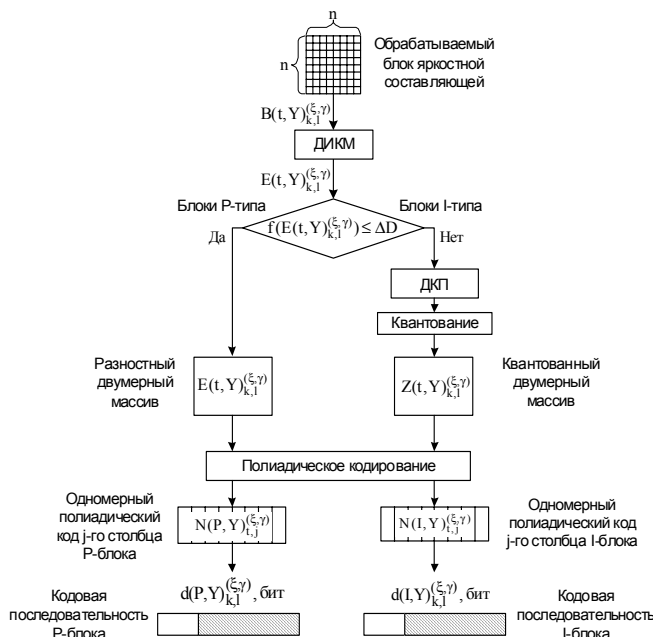 n
n
Обрабатываемый
блок яркостной
составляющей
B(t,Y)_{k,l}^{(ξ,γ)}
ДИКМ
E(t,Y)_{k,l}^{(ξ,γ)}
Блоки P-типа
Блоки I-типа
f(E(t,Y)_{k,l}^{(ξ,γ)}) ≤ ΔD
Да
Нет
ДКП
Квантование
Разностный
двумерный
массив
E(t,Y)_{k,l}^{(ξ,γ)}
Z(t,Y)_{k,l}^{(ξ,γ)}
Квантованный
двумерный
массив
Полиадическое кодирование
Одномерный
полиадический
код j-го столбца
P-блока
N(P,Y)_{t,j}^{(ξ,γ)}
N(I,Y)_{t,j}^{(ξ,γ)}
Одномерный
полиадический код
j-го столбца I-блока
Кодовая
последовательность
P-блока
d(P,Y)_{k,l}^{(ξ,γ)}, бит
d(I,Y)_{k,l}^{(ξ,γ)}, бит
Кодовая
последовательность
I-блока